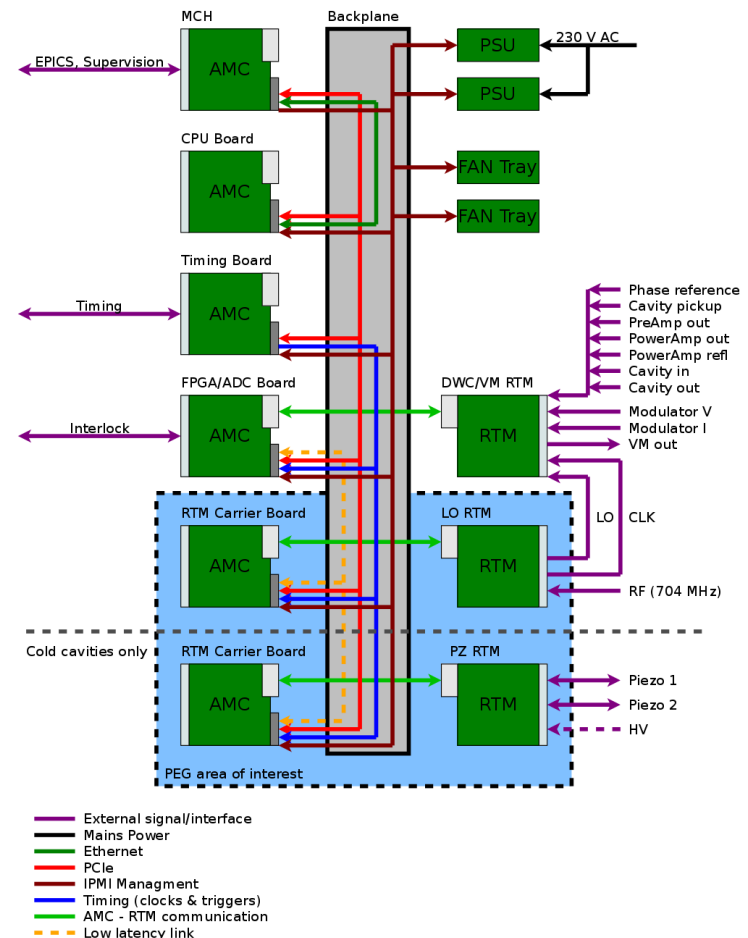 MCH
Backplane
AMC
EPICS, Supervision
PSU
230 V AC
PSU
CPU Board
AMC
FAN Tray
FAN Tray
Timing Board
AMC
Timing
Phase reference
Cavity pickup
PreAmp out
PowerAmp out
PowerAmp refl
Cavity in
Cavity out
FPGA/ADC Board
DWC/VM RTM
AMC
Interlock
RTM
Modulator V
Modulator I
VM out
RTM Carrier Board
LO RTM
LO
CLK
AMC
RTM
RF (704 MHz)
Cold cavities only
RTM Carrier Board
PZ RTM
AMC
RTM
Piezo 1
Piezo 2
HV
PEG area of interest
External signal/interface
Mains Power
Ethernet
PCIe
IPMI Managment
Timing (clocks & triggers)
AMC - RTM communication
Low latency link